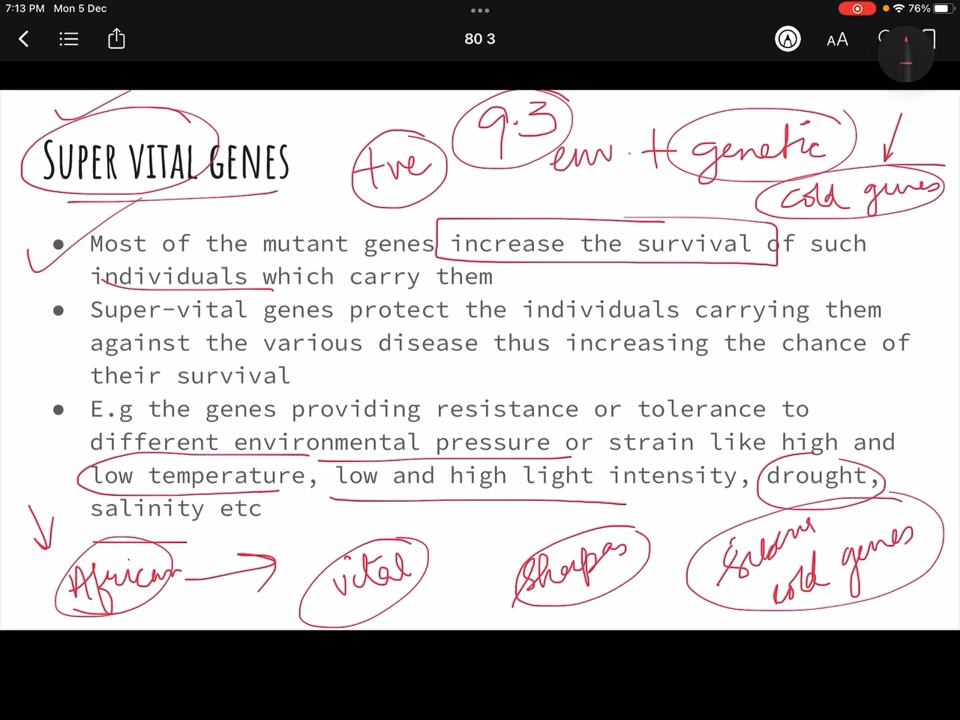 7:13 PM Mon 5 Dec
76%
80 3
AA
SUPER VITAL GENES
+ve
9.3
env. + genetic
cold genes
• Most of the mutant genes increase the survival of such
individuals which carry them
• Super-vital genes protect the individuals carrying them
against the various disease thus increasing the chance of
their survival
• E.g the genes providing resistance or tolerance to
different environmental pressure or strain like high and
low temperature, low and high light intensity, drought,
salinity etc
African
vital
Sherpas
cold genes